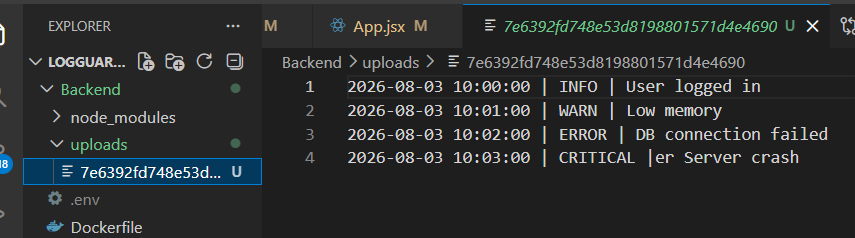 EXPLORER
LOGGUAR...
Backend
node_modules
uploads
7e6392fd748e53d... U
.env
Dockerfile
18
M
App.jsx M
7e6392fd748e53d8198801571d4e4690 U
Backend > uploads > 7e6392fd748e53d8198801571d4e4690
1 2026-08-03 10:00:00 | INFO | User logged in
2 2026-08-03 10:01:00 | WARN | Low memory
3 2026-08-03 10:02:00 | ERROR | DB connection failed
4 2026-08-03 10:03:00 | CRITICAL |er Server crash